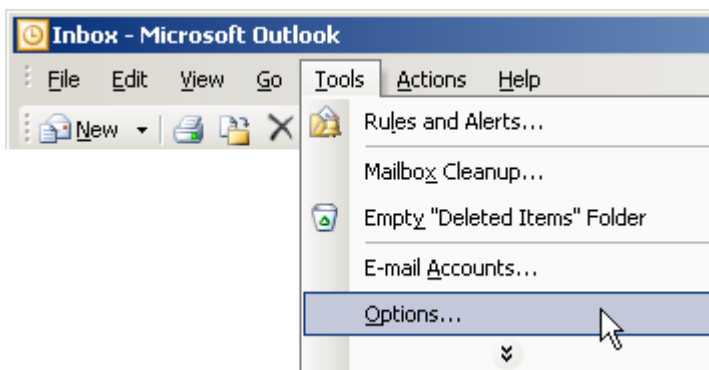 Inbox - Microsoft Outlook
File Edit View Go Tools Actions Help
New
Rules and Alerts...
Mailbox Cleanup...
Empty "Deleted Items" Folder
E-mail Accounts...
Options...